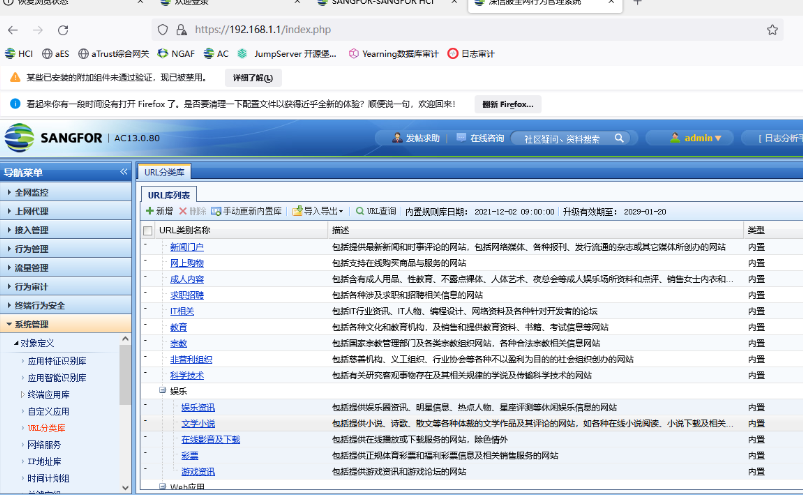 恢复浏览状态
欢迎登录
SANGFOR-SANGFOR HCI
深信服全网行为管理系统
https://192.168.1.1/index.php
HCI aES aTrust综合网关 NGAF AC JumpServer 开源堡... Yearning数据库审计 日志审计
某些已安装的附加组件未通过验证，现已被禁用。 详细了解(L)
看起来你有一段时间没有打开 Firefox 了。是否要清理一下配置文件以获得近乎全新的体验？顺便说一句，欢迎回来！ 翻新 Firefox...
SANGFOR AC13.0.80 发帖求助 在线咨询 社区疑问、资料搜索 admin [ 日志分析平
导航菜单
全网监控
上网代理
接入管理
行为管理
流量管理
行为审计
终端行为安全
系统管理
对象定义
应用特征识别库
应用智能识别库
终端应用库
自定义应用
URL分类库
网络服务
IP地址库
时间计划组
URL分类库
URL库列表
新增 删除 手动更新内置库 导入导出 URL查询 内置规则库日期: 2021-12-02 09:00:00 升级有效期至: 2029-01-20
URL类别名称 描述 类型
新闻门户 包括提供最新新闻和时事评论的网站，包括网络媒体、各种报刊、发行流通的杂志或其它媒体所创办的网站 内置
网上购物 包括支持在线购买商品与服务的网站 内置
成人内容 包括含有成人用品、性教育、不露点裸体、人体艺术、夜总会等成人娱乐场所资料和点评、销售女士内衣和... 内置
求职招聘 包括各种涉及求职和招聘相关信息的网站 内置
IT相关 包括IT行业资讯、IT人物、编程设计、网络资料及各种针对开发者的论坛 内置
教育 包括各种文化和教育机构、及销售和提供教育资料、书籍、考试信息等网站 内置
宗教 包括国家宗教管理部门及各类宗教组织网站、各种合法宗教相关信息网站 内置
非营利组织 包括慈善机构、义工组织、行业协会等各种不以盈利为目的的社会组织创办的网站 内置
科学技术 包括有关研究客观事物存在及其相关规律的学说及传输科学技术的网站 内置
娱乐
娱乐资讯 包括提供娱乐圈资讯、明星信息、热点人物、星座评测等休闲娱乐信息的网站 内置
文学小说 包括提供小说、诗歌、散文等各种体裁的文学作品及其评论的网站，如各种在线小说阅读、小说下载及相关... 内置
在线影音及下载 包括提供在线播放或下载服务的网站，除色情外 内置
彩票 包括提供正规体育彩票和福利彩票信息及相关销售服务的网站 内置
游戏资讯 包括提供游戏资讯和游戏论坛的网站 内置
Web应用